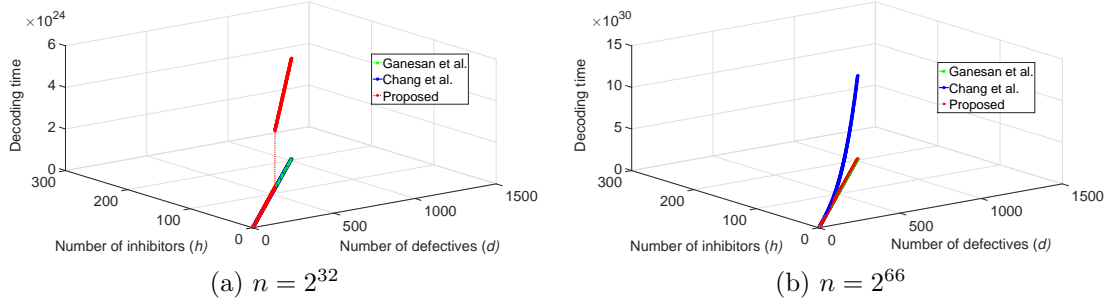 ×10^24
6
4
2
0
Decoding time
300
200
100
0
Number of inhibitors (h)
0
500
1000
1500
Number of defectives (d)
Ganesan et al.
Chang et al.
Proposed
(a) n = 2^32
×10^30
15
10
5
0
Decoding time
300
200
100
0
Number of inhibitors (h)
0
500
1000
1500
Number of defectives (d)
Ganesan et al.
Chang et al.
Proposed
(b) n = 2^66